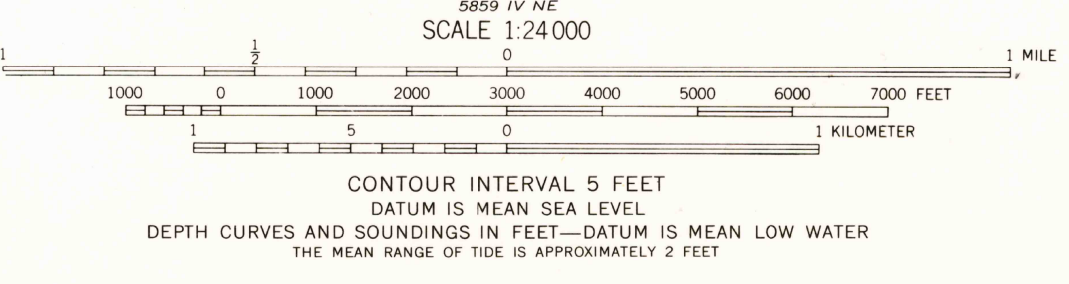 5859 IV NE
SCALE 1:24 000
1 1/2 0 1 MILE
1000 0 1000 2000 3000 4000 5000 6000 7000 FEET
1 5 0 1 KILOMETER
CONTOUR INTERVAL 5 FEET
DATUM IS MEAN SEA LEVEL
DEPTH CURVES AND SOUNDINGS IN FEET—DATUM IS MEAN LOW WATER
THE MEAN RANGE OF TIDE IS APPROXIMATELY 2 FEET